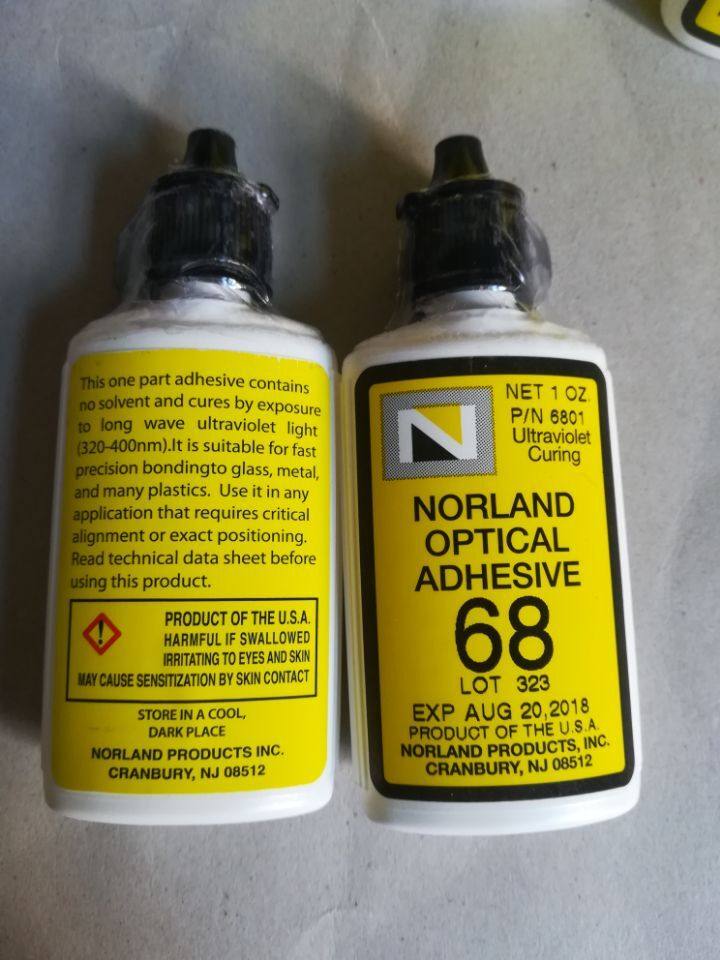 This one part adhesive contains
no solvent and cures by exposure
to long wave ultraviolet light
(320-400nm).It is suitable for fast
precision bondingto glass, metal,
and many plastics. Use it in any
application that requires critical
alignment or exact positioning.
Read technical data sheet before
using this product.
!
PRODUCT OF THE U.S.A.
HARMFUL IF SWALLOWED
IRRITATING TO EYES AND SKIN
MAY CAUSE SENSITIZATION BY SKIN CONTACT
STORE IN A COOL,
DARK PLACE
NORLAND PRODUCTS INC.
CRANBURY, NJ 08512
N
NET 1 OZ.
P/N 6801
Ultraviolet
Curing
NORLAND
OPTICAL
ADHESIVE
68
LOT 323
EXP AUG 20,2018
PRODUCT OF THE U.S.A.
NORLAND PRODUCTS, INC.
CRANBURY, NJ 08512